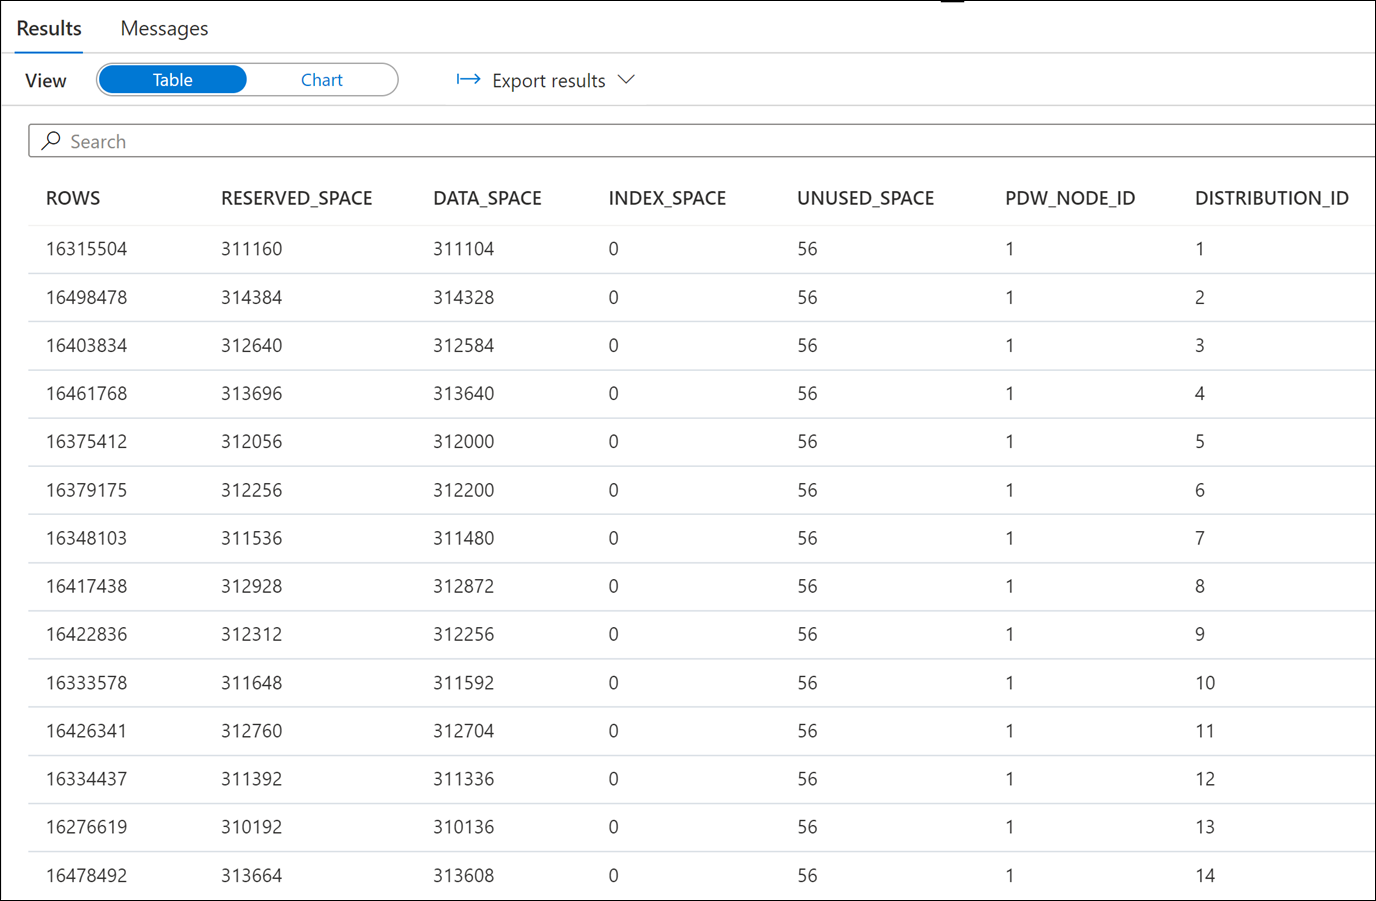 Results Messages
View Table Chart Export results
Search
ROWS RESERVED_SPACE DATA_SPACE INDEX_SPACE UNUSED_SPACE PDW_NODE_ID DISTRIBUTION_ID
16315504 311160 311104 0 56 1 1
16498478 314384 314328 0 56 1 2
16403834 312640 312584 0 56 1 3
16461768 313696 313640 0 56 1 4
16375412 312056 312000 0 56 1 5
16379175 312256 312200 0 56 1 6
16348103 311536 311480 0 56 1 7
16417438 312928 312872 0 56 1 8
16422836 312312 312256 0 56 1 9
16333578 311648 311592 0 56 1 10
16426341 312760 312704 0 56 1 11
16334437 311392 311336 0 56 1 12
16276619 310192 310136 0 56 1 13
16478492 313664 313608 0 56 1 14